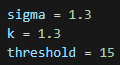 sigma = 1.3
k = 1.3
threshold = 15